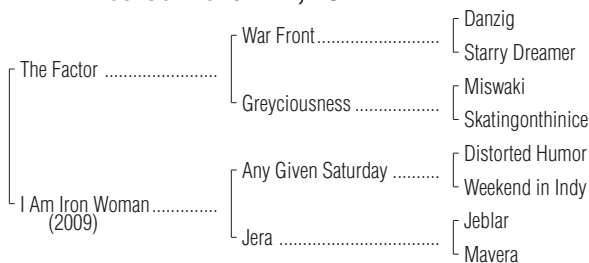 Danzig
War Front
Starry Dreamer
The Factor
Miswaki
Greyciousness
Skatingonthinice
Distorted Humor
Any Given Saturday
Weekend in Indy
I Am Iron Woman
(2009)
Jeblar
Jera
Mavera